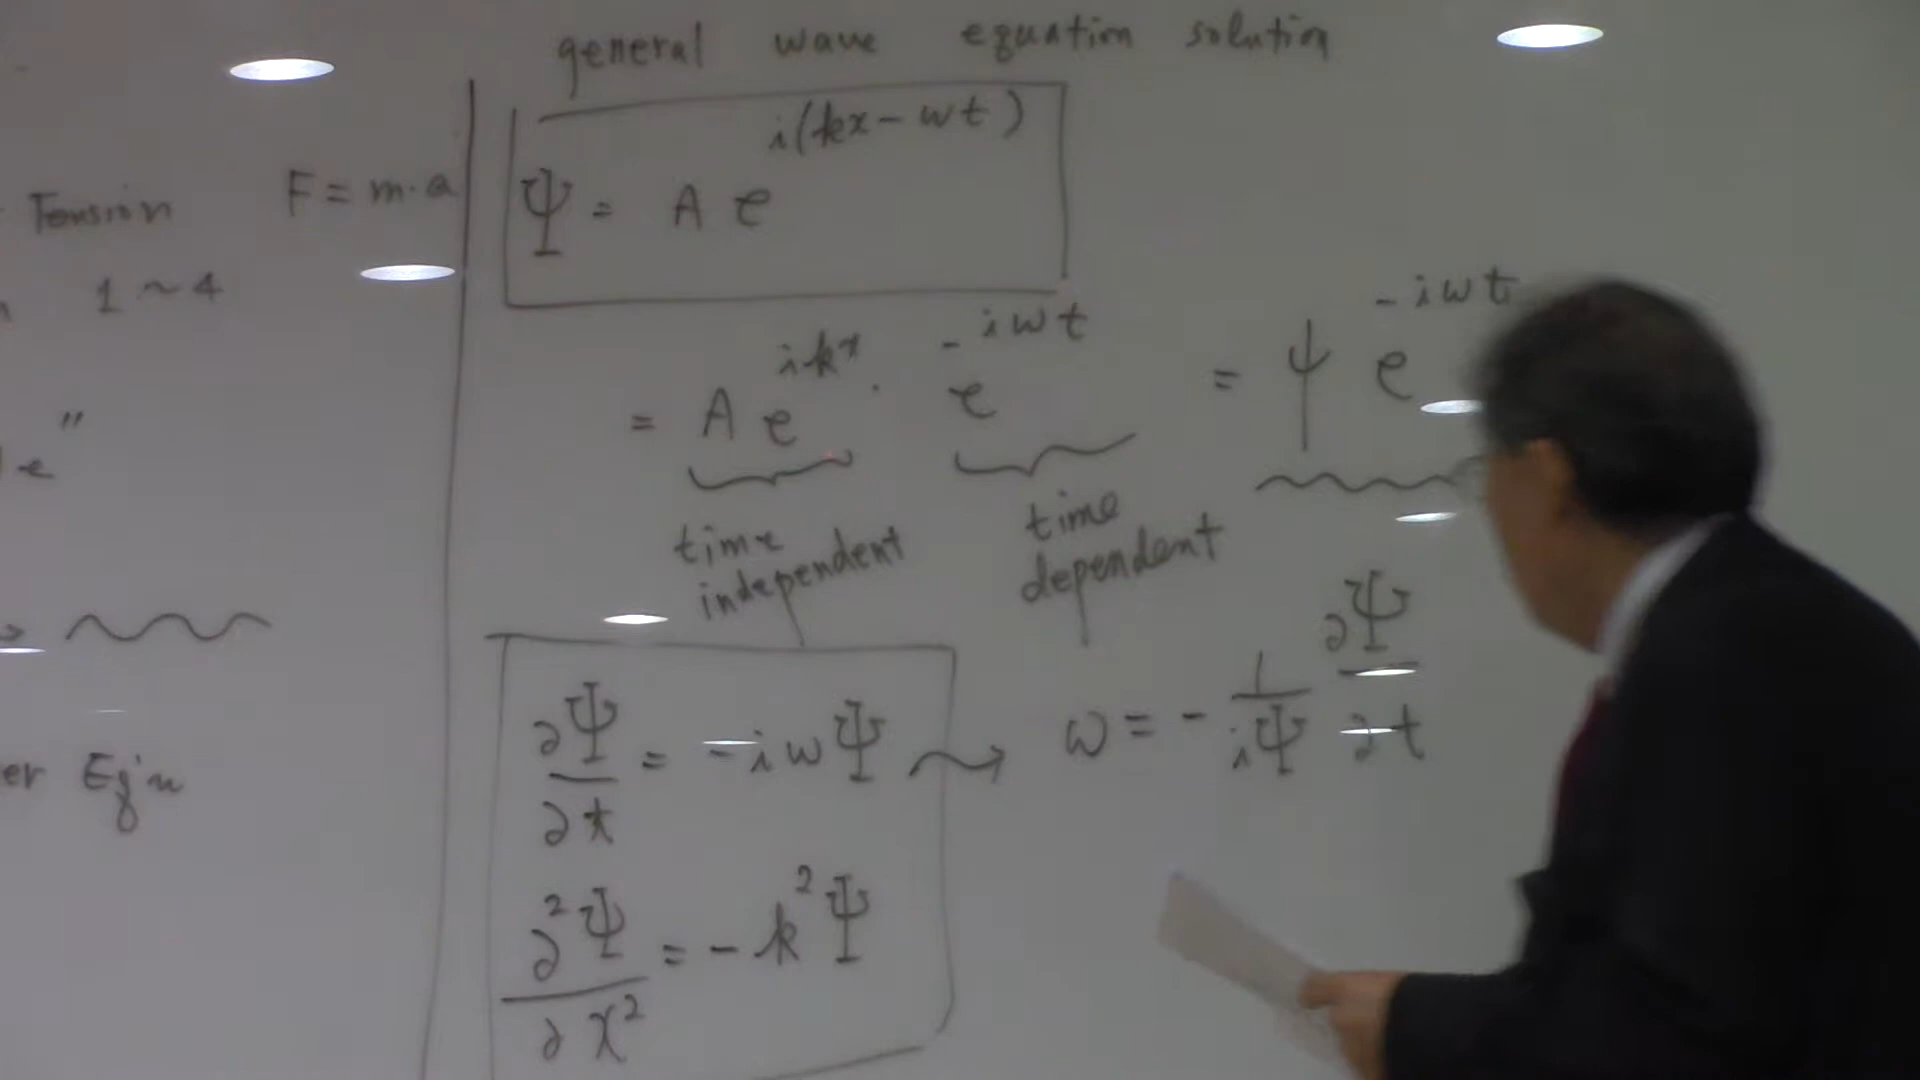 Tension F = m·a
1 ~ 4
"
er Eq'n
general wave equation solution
Ψ = A e^{i(kx - wt)}
= A e^{ikx} · e^{-iwt} = ψ e^{-iwt}
time independent
time dependent
∂Ψ/∂t = -iwΨ ⇝ ω = - 1/(iΨ) ∂Ψ/∂t
∂²Ψ/∂x² = - k²Ψ